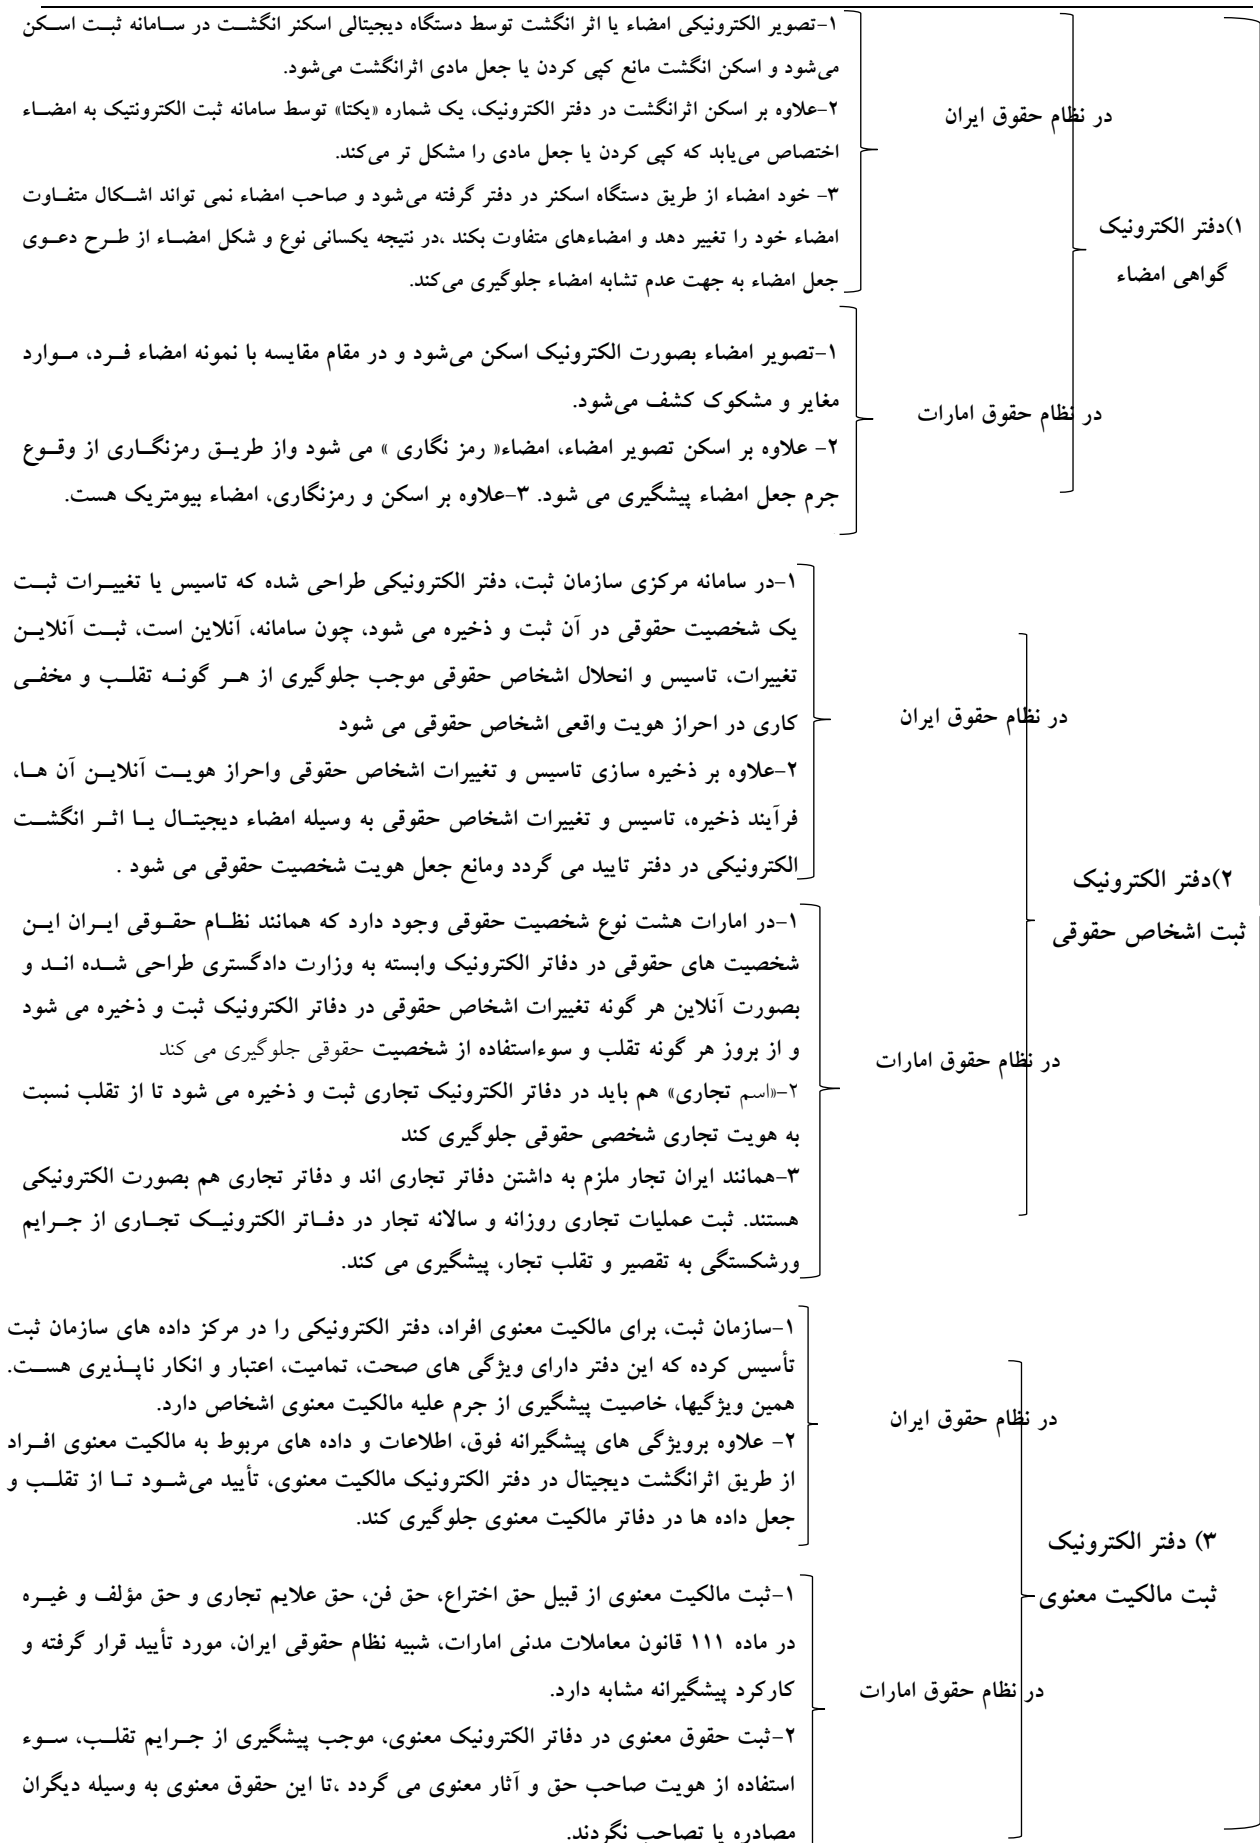 ۱)دفتر الکترونیک
گواهی امضاء
در نظام حقوق ایران
۱-تصویر الکترونیکی امضاء یا اثر انگشت توسط دستگاه دیجیتالی اسکنر انگشت در سامانه ثبت اسکن
می‌شود و اسکن انگشت مانع کپی کردن یا جعل مادی اثرانگشت می‌شود.
۲-علاوه بر اسکن اثرانگشت در دفتر الکترونیک، یک شماره «یکتا» توسط سامانه ثبت الکترونتیک به امضاء
اختصاص می‌یابد که کپی کردن یا جعل مادی را مشکل تر می‌کند.
۳- خود امضاء از طریق دستگاه اسکنر در دفتر گرفته می‌شود و صاحب امضاء نمی تواند اشکال متفاوت
امضاء خود را تغییر دهد و امضاءهای متفاوت بکند ،در نتیجه یکسانی نوع و شکل امضاء از طرح دعوی
جعل امضاء به جهت عدم تشابه امضاء جلوگیری می‌کند.
در نظام حقوق امارات
۱-تصویر امضاء بصورت الکترونیک اسکن می‌شود و در مقام مقایسه با نمونه امضاء فرد، موارد
مغایر و مشکوک کشف می‌شود.
۲- علاوه بر اسکن تصویر امضاء، امضاء« رمز نگاری » می شود واز طریق رمزنگاری از وقوع
جرم جعل امضاء پیشگیری می شود. ۳-علاوه بر اسکن و رمزنگاری، امضاء بیومتریک هست.
۲)دفتر الکترونیک
ثبت اشخاص حقوقی
در نظام حقوق ایران
۱-در سامانه مرکزی سازمان ثبت، دفتر الکترونیکی طراحی شده که تاسیس یا تغییرات ثبت
یک شخصیت حقوقی در آن ثبت و ذخیره می شود، چون سامانه، آنلاین است، ثبت آنلاین
تغییرات، تاسیس و انحلال اشخاص حقوقی موجب جلوگیری از هر گونه تقلب و مخفی
کاری در احراز هویت واقعی اشخاص حقوقی می شود
۲-علاوه بر ذخیره سازی تاسیس و تغییرات اشخاص حقوقی واحراز هویت آنلاین آن ها،
فرآیند ذخیره، تاسیس و تغییرات اشخاص حقوقی به وسیله امضاء دیجیتال یا اثر انگشت
الکترونیکی در دفتر تایید می گردد ومانع جعل هویت شخصیت حقوقی می شود .
در نظام حقوق امارات
۱-در امارات هشت نوع شخصیت حقوقی وجود دارد که همانند نظام حقوقی ایران این
شخصیت های حقوقی در دفاتر الکترونیک وابسته به وزارت دادگستری طراحی شده اند و
بصورت آنلاین هر گونه تغییرات اشخاص حقوقی در دفاتر الکترونیک ثبت و ذخیره می شود
و از بروز هر گونه تقلب و سوءاستفاده از شخصیت حقوقی جلوگیری می کند
۲-«اسم تجاری» هم باید در دفاتر الکترونیک تجاری ثبت و ذخیره می شود تا از تقلب نسبت
به هویت تجاری شخصی حقوقی جلوگیری کند
۳-همانند ایران تجار ملزم به داشتن دفاتر تجاری اند و دفاتر تجاری هم بصورت الکترونیکی
هستند. ثبت عملیات تجاری روزانه و سالانه تجار در دفاتر الکترونیک تجاری از جرایم
ورشکستگی به تقصیر و تقلب تجار، پیشگیری می کند.
۳) دفتر الکترونیک
ثبت مالکیت معنوی
در نظام حقوق ایران
۱-سازمان ثبت، برای مالکیت معنوی افراد، دفتر الکترونیکی را در مرکز داده های سازمان ثبت
تأسیس کرده که این دفتر دارای ویژگی های صحت، تمامیت، اعتبار و انکار ناپذیری هست.
همین ویژگیها، خاصیت پیشگیری از جرم علیه مالکیت معنوی اشخاص دارد.
۲- علاوه برویژگی های پیشگیرانه فوق، اطلاعات و داده های مربوط به مالکیت معنوی افراد
از طریق اثرانگشت دیجیتال در دفتر الکترونیک مالکیت معنوی، تأیید می‌شود تا از تقلب و
جعل داده ها در دفاتر مالکیت معنوی جلوگیری کند.
در نظام حقوق امارات
۱-ثبت مالکیت معنوی از قبیل حق اختراع، حق فن، حق علایم تجاری و حق مؤلف و غیره
در ماده ۱۱۱ قانون معاملات مدنی امارات، شبیه نظام حقوقی ایران، مورد تأیید قرار گرفته و
کارکرد پیشگیرانه مشابه دارد.
۲-ثبت حقوق معنوی در دفاتر الکترونیک معنوی، موجب پیشگیری از جرایم تقلب، سوء
استفاده از هویت صاحب حق و آثار معنوی می گردد ،تا این حقوق معنوی به وسیله دیگران
مصادره یا تصاحب نگردند.